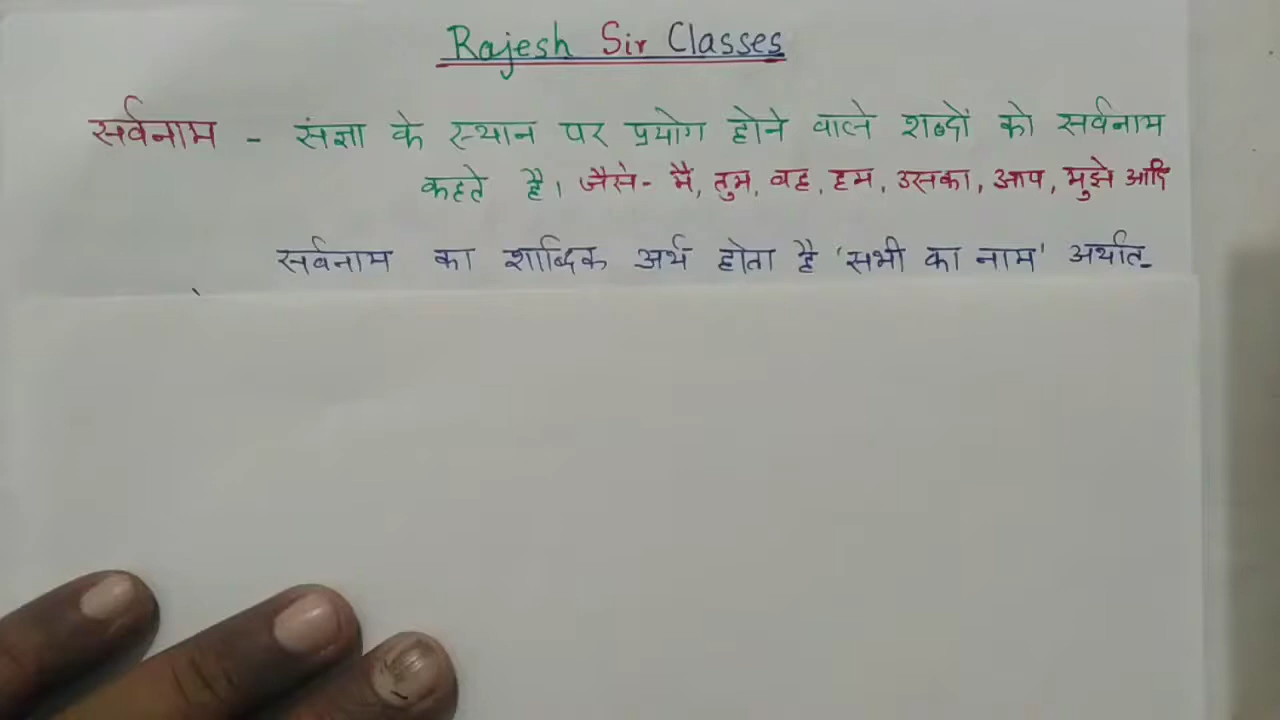 Rajesh Sir Classes
सर्वनाम - संज्ञा के स्थान पर प्रयोग होने वाले शब्दों को सर्वनाम
कहते है। जैसे- मै, तुम, वह, हम, उसका, आप, मुझे आदि
सर्वनाम का शाब्दिक अर्थ होता है 'सभी का नाम' अर्थात-